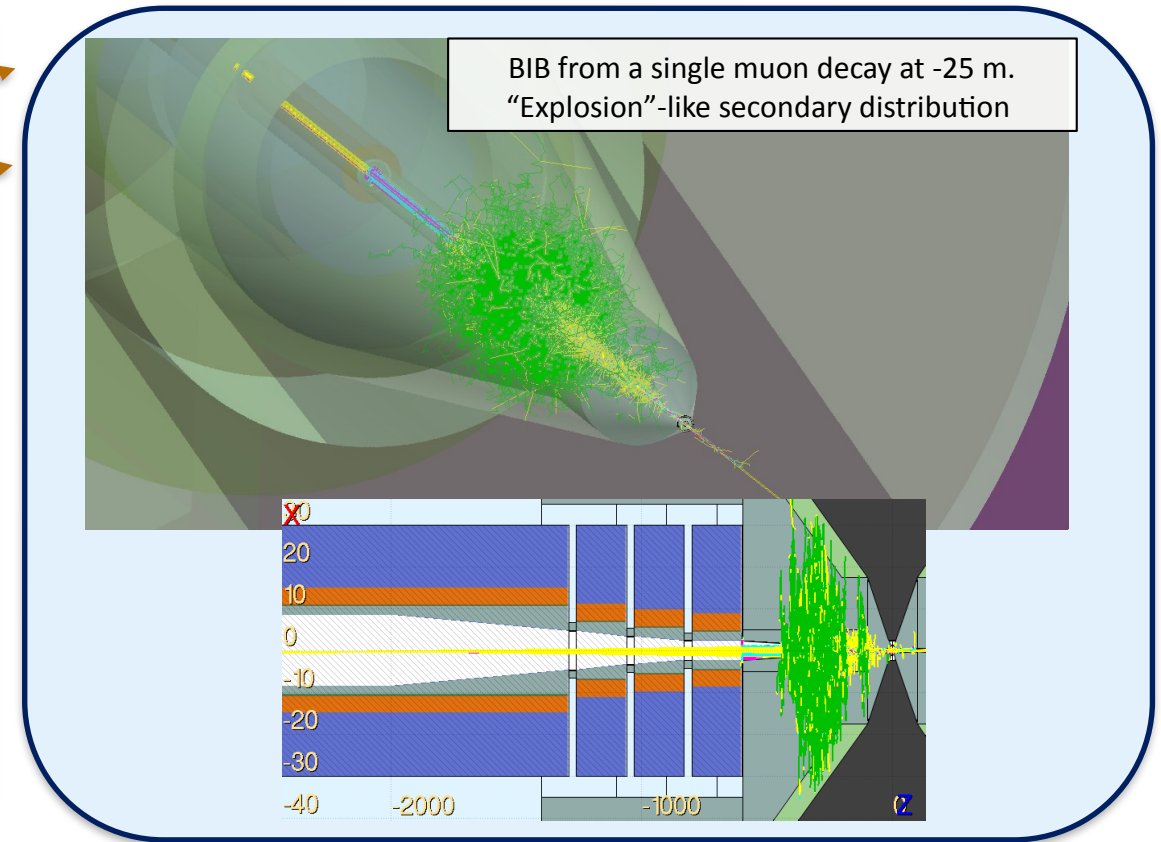 BIB from a single muon decay at -25 m.
“Explosion”-like secondary distribution
X
20
10
0
-10
-20
-30
-40 -2000 -1000 0 Z